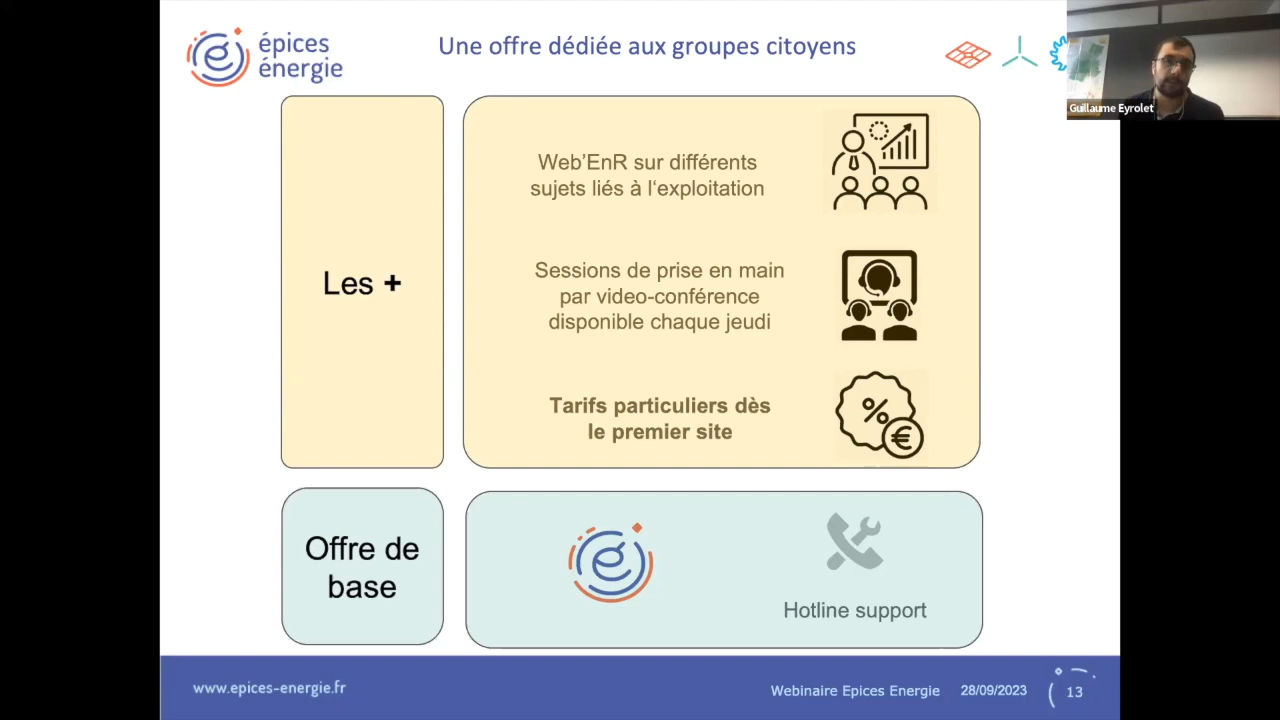 épices
énergie
Une offre dédiée aux groupes citoyens
Guillaume Eyrolet
Les +
Web'EnR sur différents
sujets liés à l'exploitation
Sessions de prise en main
par video-conférence
disponible chaque jeudi
Tarifs particuliers dès
le premier site
%
€
Offre de
base
Hotline support
www.epices-energie.fr
Webinaire Epices Energie
28/09/2023
13